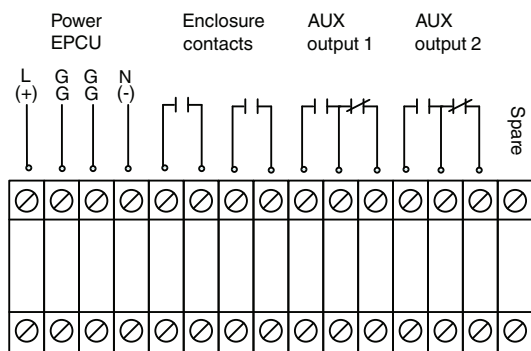 Power
EPCU
Enclosure
contacts
AUX
output 1
AUX
output 2
L
(+)
G
G
G
G
N
(-)
Spare